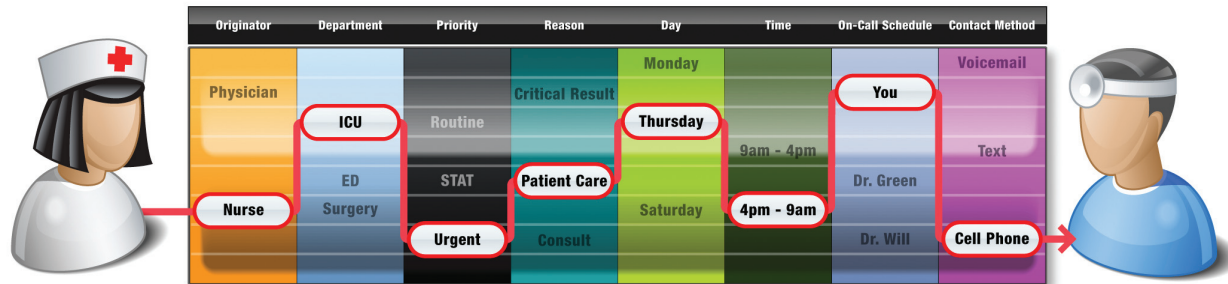 Originator Department Priority Reason Day Time On-Call Schedule Contact Method
Monday Voicemail
Physician Critical Result You
ICU Routine Thursday
9am - 4pm Text
ED STAT Patient Care Dr. Green
Nurse Surgery Saturday 4pm - 9am
Urgent Consult Dr. Will Cell Phone